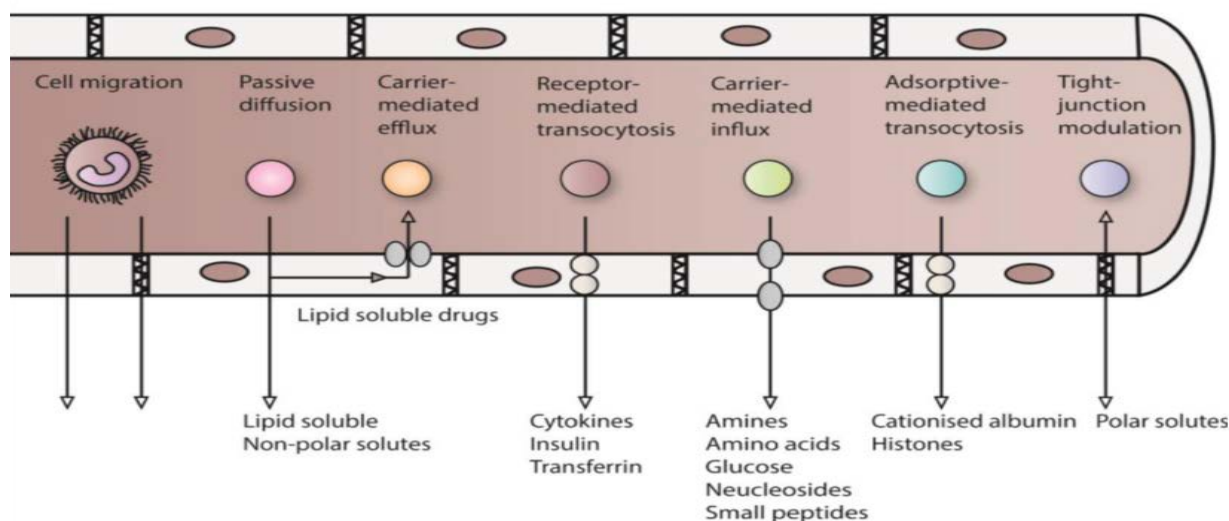 Cell migration
Passive
diffusion
Carrier-
mediated
efflux
Receptor-
mediated
transocytosis
Carrier-
mediated
influx
Adsorptive-
mediated
transocytosis
Tight-
junction
modulation
Lipid soluble drugs
Lipid soluble
Non-polar solutes
Cytokines
Insulin
Transferrin
Amines
Amino acids
Glucose
Neucleosides
Small peptides
Cationised albumin
Histones
Polar solutes